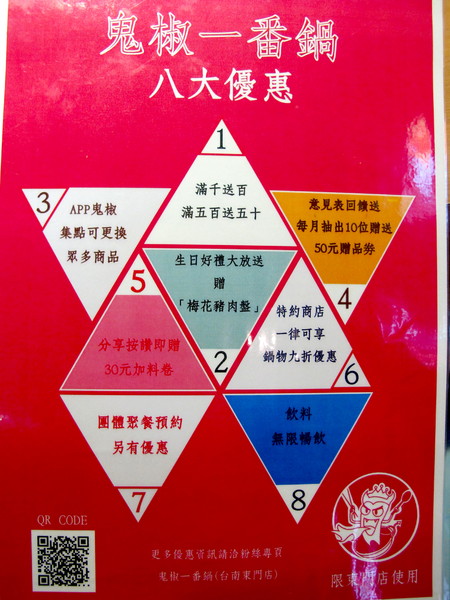 鬼椒一番鍋
八大優惠
1
滿千送百
滿五百送五十
2
生日好禮大放送
贈
「梅花豬肉盤」
3
APP鬼椒
集點可更換
眾多商品
4
意見表回饋送
每月抽出10位贈送
50元贈品券
5
分享按讚即贈
30元加料卷
6
特約商店
一律可享
鍋物九折優惠
7
團體聚餐預約
另有優惠
8
飲料
無限暢飲
QR CODE
更多優惠資訊請洽粉絲專頁
鬼椒一番鍋(台南東門店)
限東門店使用